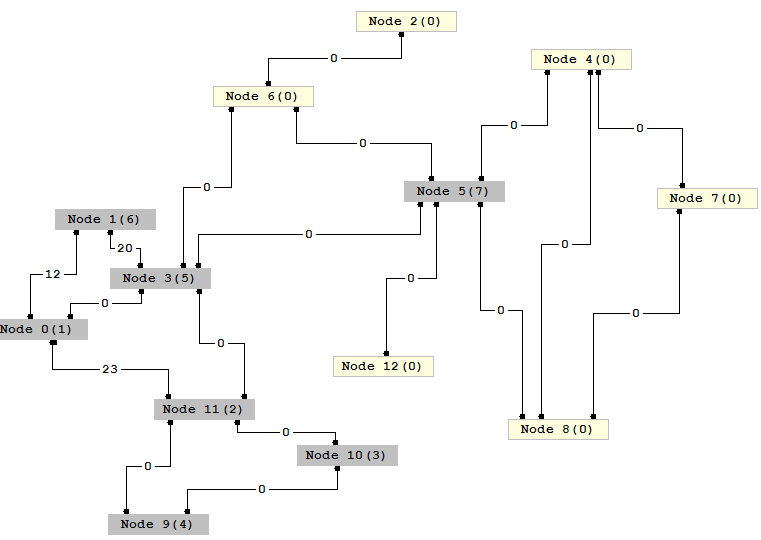 Node 2(0)
0
Node 4(0)
Node 6(0)
0
0
0
0
Node 5(7)
Node 7(0)
Node 1(6)
0
20
0
12
Node 3(5)
0
0
0
0
Node 0(1)
0
23
Node 12(0)
Node 11(2)
0
Node 8(0)
Node 10(3)
0
0
Node 9(4)